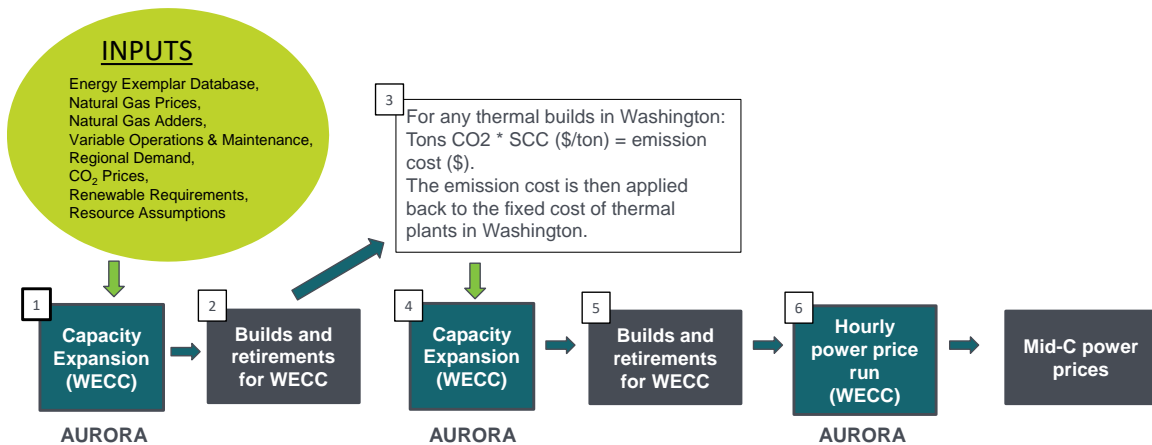 INPUTS
Energy Exemplar Database,
Natural Gas Prices,
Natural Gas Adders,
Variable Operations & Maintenance,
Regional Demand,
CO₂ Prices,
Renewable Requirements,
Resource Assumptions
3
For any thermal builds in Washington:
Tons CO2 * SCC ($/ton) = emission
cost ($).
The emission cost is then applied
back to the fixed cost of thermal
plants in Washington.
1
Capacity
Expansion
(WECC)
AURORA
2
Builds and
retirements
for WECC
4
Capacity
Expansion
(WECC)
AURORA
5
Builds and
retirements
for WECC
6
Hourly
power price
run
(WECC)
AURORA
Mid-C power
prices